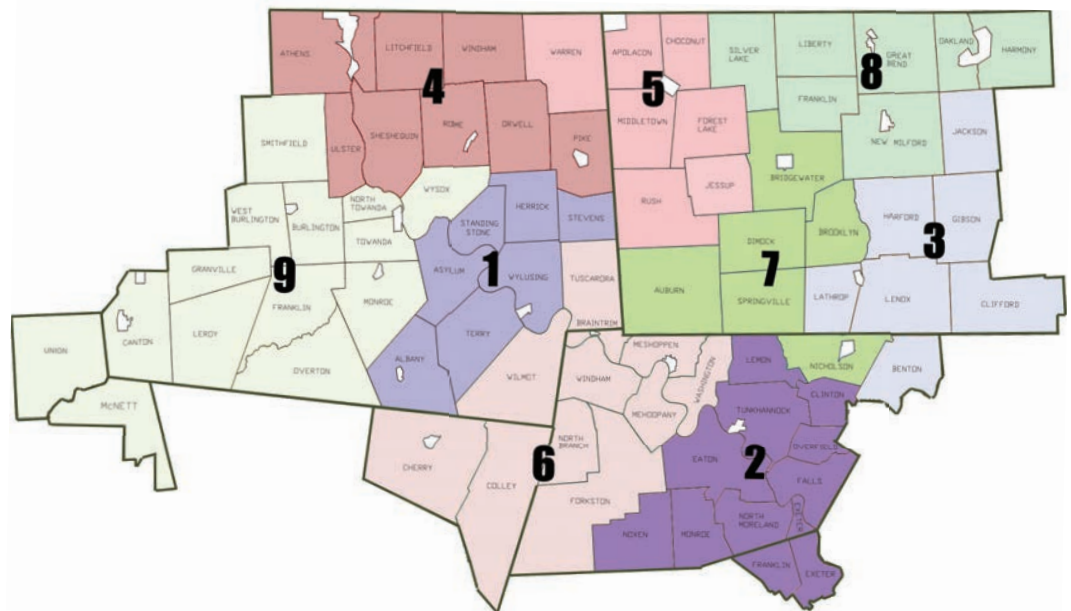 ATHENS
LITCHFIELD
WINDHAM
WARREN
APOLACON
CHOCONUT
SILVER
LAKE
LIBERTY
GREAT
BEND
OAKLAND
HARMONY
4
5
8
ULSTER
SHESHEQUIN
ROME
ORWELL
PIKE
MIDDLETOWN
FOREST
LAKE
FRANKLIN
NEW MILFORD
JACKSON
SMITHFIELD
WYSOX
NORTH
TOWANDA
WEST
BURLINGTON
BURLINGTON
TOWANDA
STANDING
STONE
HERRICK
STEVENS
RUSH
JESSUP
BRIDGEWATER
BROOKLYN
HARFORD
GIBSON
3
DIMOCK
7
SPRINGVILLE
AUBURN
LATHROP
LENOX
CLIFFORD
GRANVILLE
9
FRANKLIN
MONROE
ASYLUM
1
WYLUSING
TUSCARORA
LEROY
CANTON
UNION
OVERTON
ALBANY
TERRY
WILMOT
BRAINTRIM
MESHOPPEN
WASHINGTON
LEMON
NICHOLSON
BENTON
McNETT
WINDHAM
MEHOOPANY
TUNKHANNOCK
CLINTON
OVERFIELD
CHERRY
COLLEY
6
NORTH
BRANCH
FORKSTON
EATON
2
FALLS
NOXEN
MONROE
NORTH
MORELAND
EXETER
FRANKLIN
EXETER